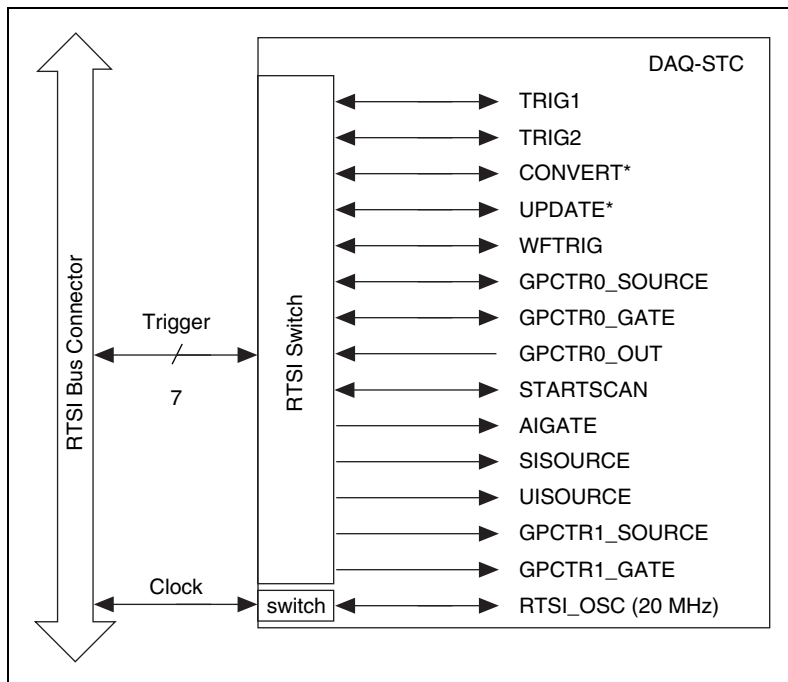 DAQ-STC
RTSI Bus Connector
Trigger
7
Clock
RTSI Switch
switch
TRIG1
TRIG2
CONVERT*
UPDATE*
WFTRIG
GPCTR0_SOURCE
GPCTR0_GATE
GPCTR0_OUT
STARTSCAN
AIGATE
SISOURCE
UISOURCE
GPCTR1_SOURCE
GPCTR1_GATE
RTSI_OSC (20 MHz)